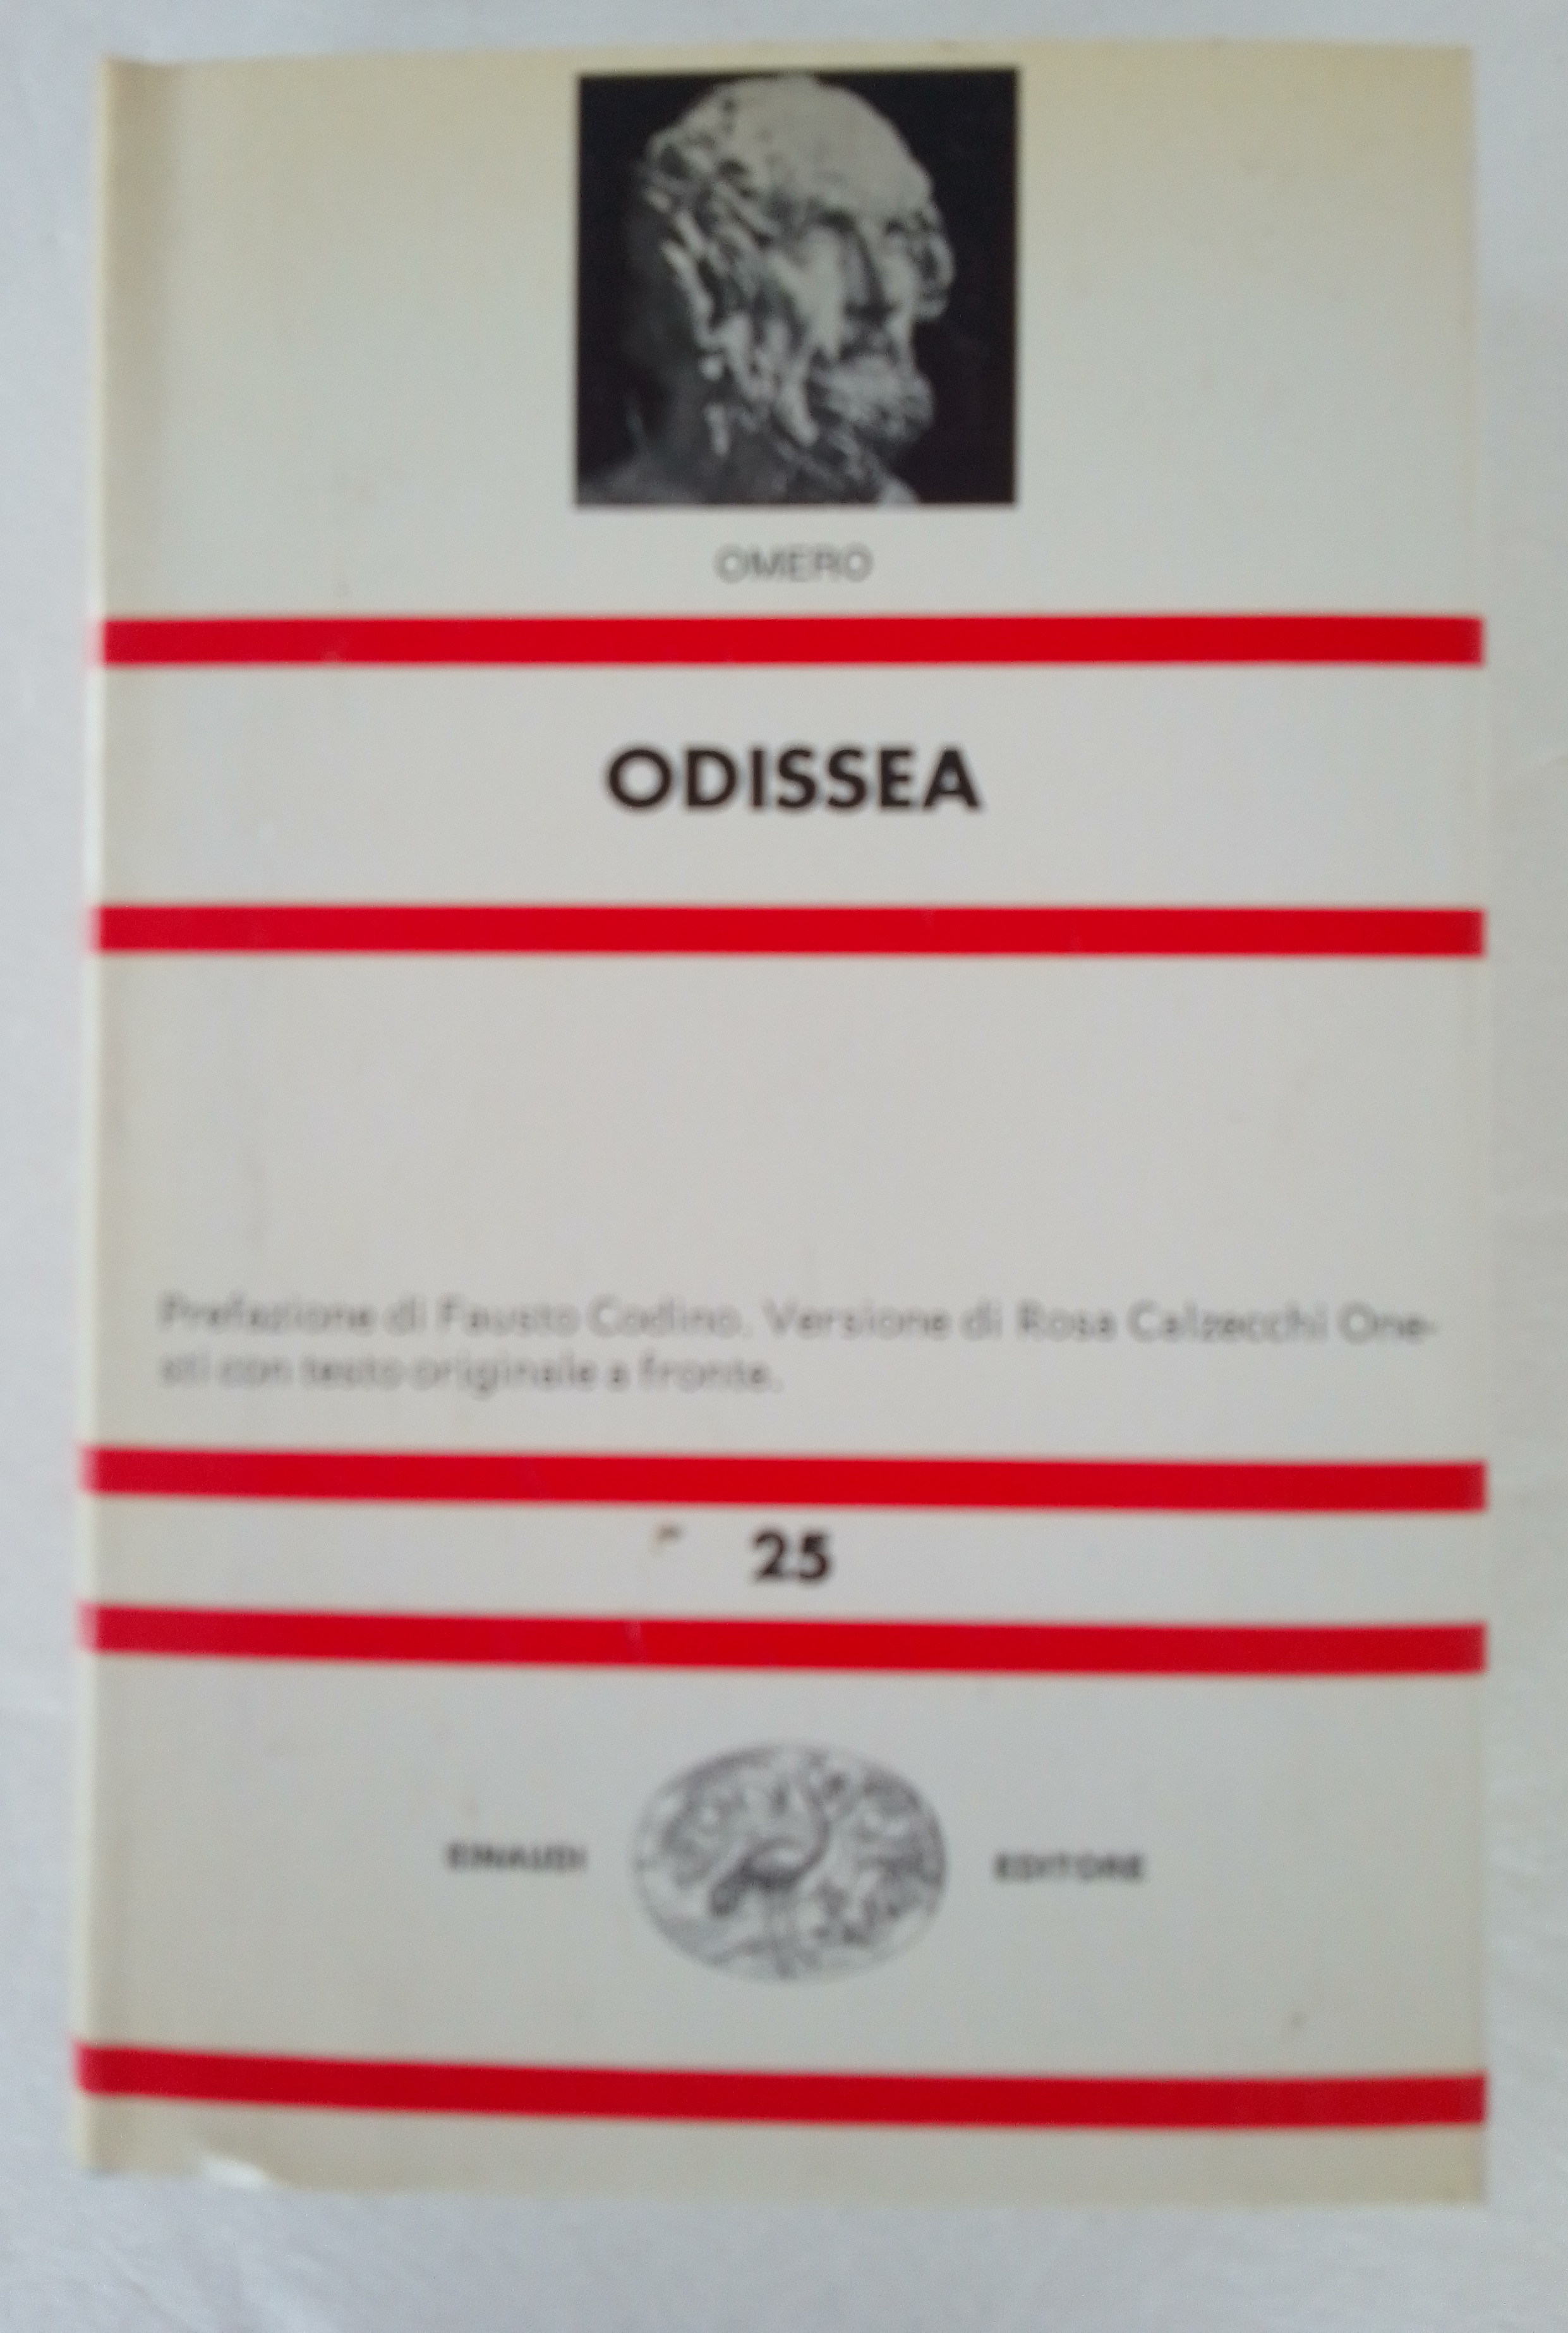 OMERO
ODISSEA
Prefazione di Fausto Codino. Versione di Rosa Calzecchi One-
sti con testo originale a fronte.
25
EINAUDI EDITORE